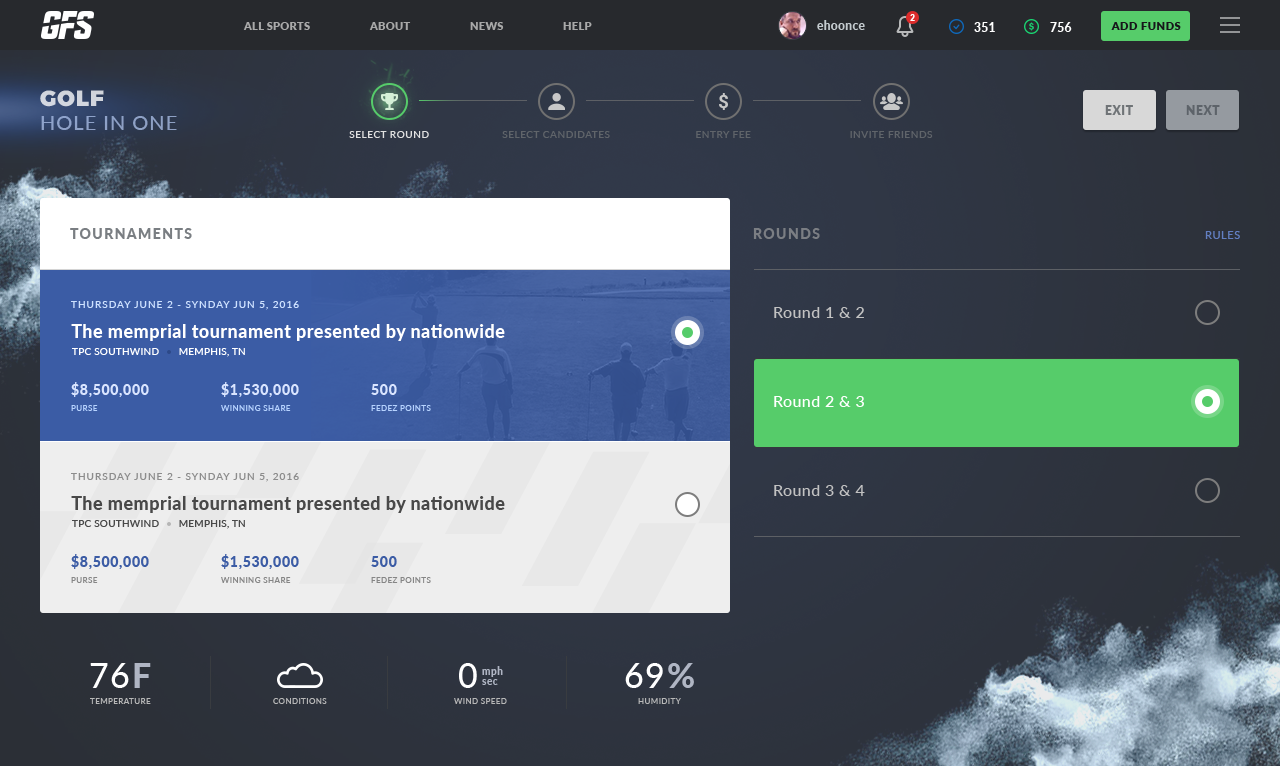 GFS
ALL SPORTS
ABOUT
NEWS
HELP
ehoonce
2
351
$
756
ADD FUNDS
GOLF
HOLE IN ONE
SELECT ROUND
SELECT CANDIDATES
$
ENTRY FEE
INVITE FRIENDS
EXIT
NEXT
TOURNAMENTS
THURSDAY JUNE 2 - SYNDAY JUN 5, 2016
The memprial tournament presented by nationwide
TPC SOUTHWIND • MEMPHIS, TN
$8,500,000
$1,530,000
500
PURSE
WINNING SHARE
FEDEZ POINTS
THURSDAY JUNE 2 - SYNDAY JUN 5, 2016
The memprial tournament presented by nationwide
TPC SOUTHWIND • MEMPHIS, TN
$8,500,000
$1,530,000
500
PURSE
WINNING SHARE
FEDEZ POINTS
ROUNDS
RULES
Round 1 & 2
Round 2 & 3
Round 3 & 4
76F
TEMPERATURE
CONDITIONS
0 mph
sec
WIND SPEED
69%
HUMIDITY